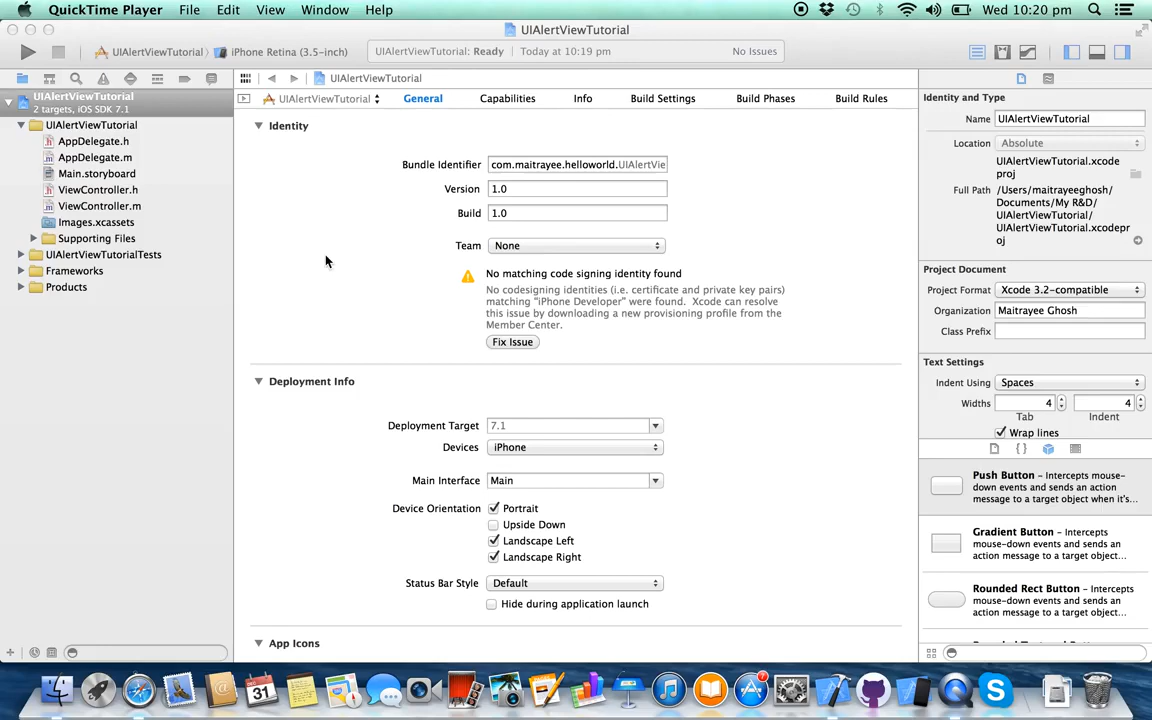 QuickTime Player File Edit View Window Help Wed 10:20 pm
UIAlertViewTutorial
UIAlertViewTutorial iPhone Retina (3.5-inch) UIAlertViewTutorial: Ready Today at 10:19 pm No Issues
UIAlertViewTutorial
2 targets, iOS SDK 7.1
UIAlertViewTutorial
AppDelegate.h
AppDelegate.m
Main.storyboard
ViewController.h
ViewController.m
Images.xcassets
Supporting Files
UIAlertViewTutorialTests
Frameworks
Products
UIAlertViewTutorial
UIAlertViewTutorial General Capabilities Info Build Settings Build Phases Build Rules
Identity
Bundle Identifier com.maitrayee.helloworld.UIAlertVie
Version 1.0
Build 1.0
Team None
No matching code signing identity found
No codesigning identities (i.e. certificate and private key pairs)
matching “iPhone Developer” were found. Xcode can resolve
this issue by downloading a new provisioning profile from the
Member Center.
Fix Issue
Deployment Info
Deployment Target 7.1
Devices iPhone
Main Interface Main
Device Orientation Portrait
Upside Down
Landscape Left
Landscape Right
Status Bar Style Default
Hide during application launch
App Icons
Identity and Type
Name UIAlertViewTutorial
Location Absolute
UIAlertViewTutorial.xcode
proj
Full Path /Users/maitrayeeghosh/
Documents/My R&D/
UIAlertViewTutorial/
UIAlertViewTutorial.xcodepr
oj
Project Document
Project Format Xcode 3.2-compatible
Organization Maitrayee Ghosh
Class Prefix
Text Settings
Indent Using Spaces
Widths 4 4
Tab Indent
Wrap lines
Push Button – Intercepts mouse-
down events and sends an action
message to a target object when it's...
Gradient Button – Intercepts
mouse-down events and sends an
action message to a target object...
Rounded Rect Button – Intercepts
mouse-down events and sends an
action message to a target object...
31
7